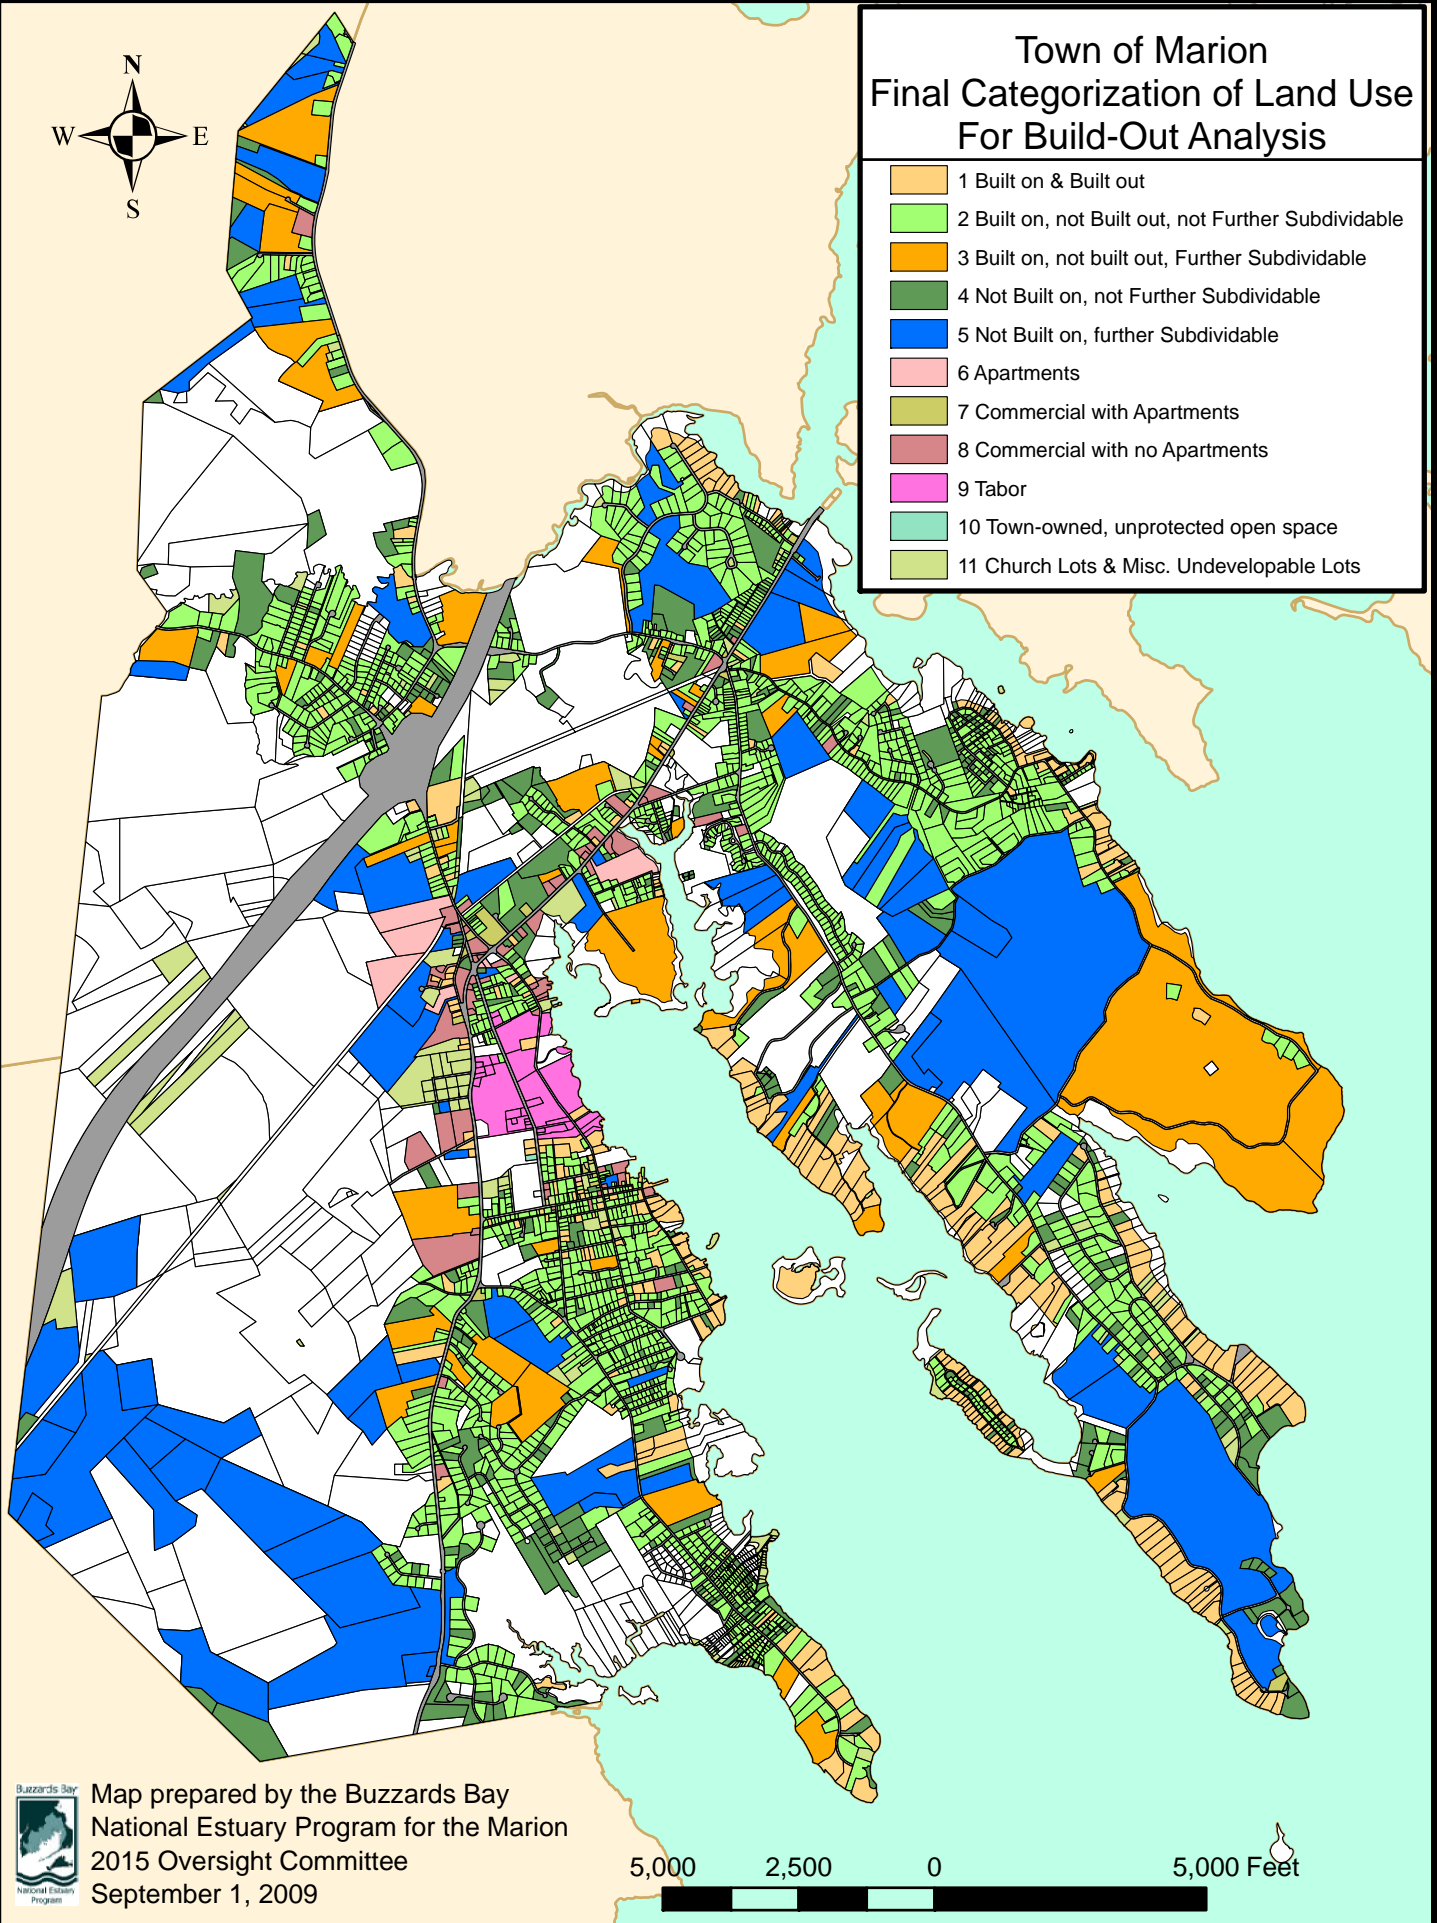 Town of Marion
Final Categorization of Land Use
For Build-Out Analysis
1 Built on & Built out
2 Built on, not Built out, not Further Subdividable
3 Built on, not built out, Further Subdividable
4 Not Built on, not Further Subdividable
5 Not Built on, further Subdividable
6 Apartments
7 Commercial with Apartments
8 Commercial with no Apartments
9 Tabor
10 Town-owned, unprotected open space
11 Church Lots & Misc. Undevelopable Lots
N
W E
S
Buzzards Bay
National Estuary
Program
Map prepared by the Buzzards Bay
National Estuary Program for the Marion
2015 Oversight Committee
September 1, 2009
5,000 2,500 0 5,000 Feet